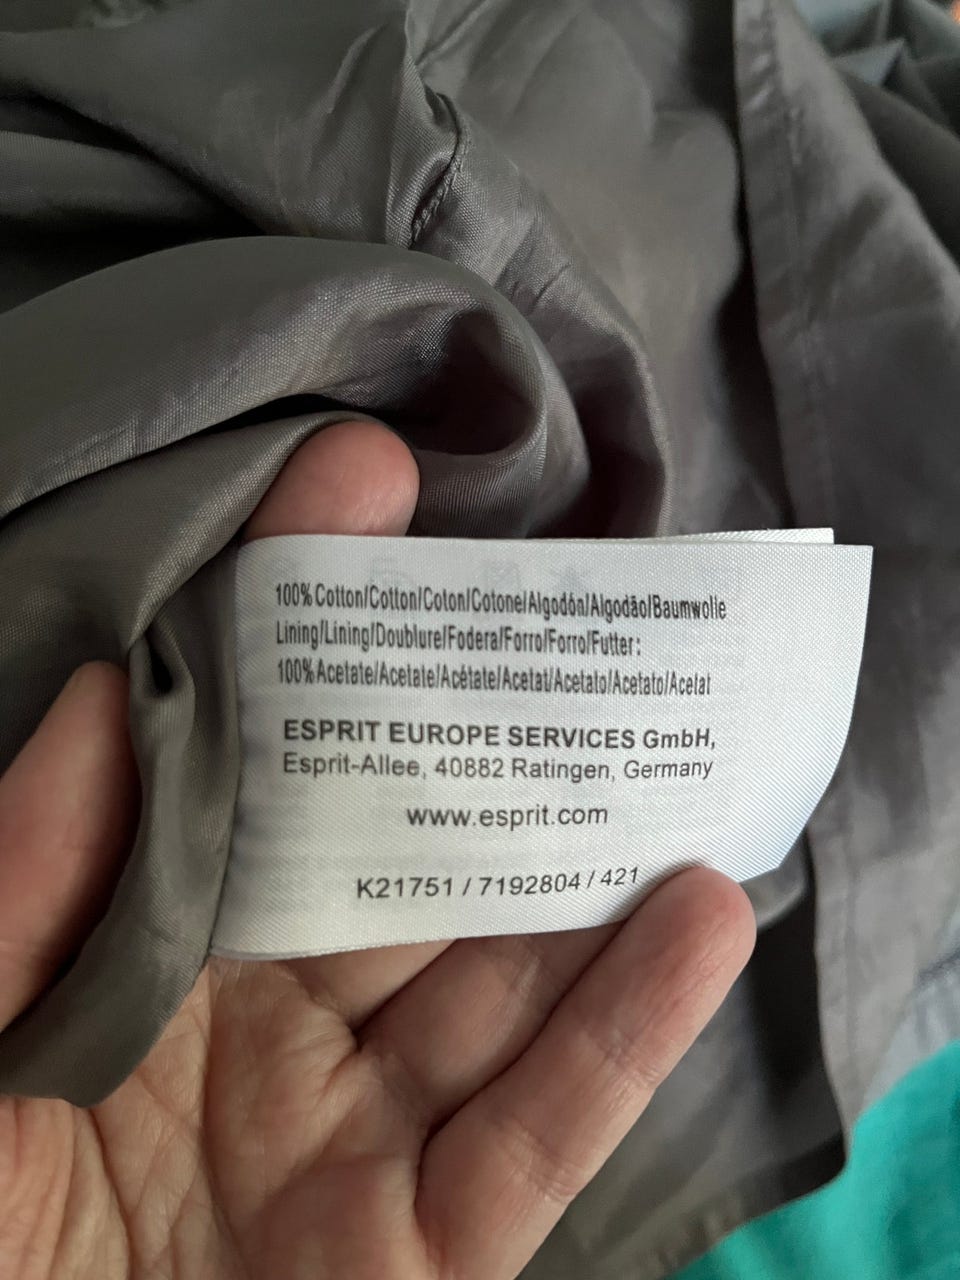 100% Cotton/Cotton/Coton/Cotone/Algodón/Algodão/Baumwolle
Lining/Lining/Doublure/Fodera/Forro/Forro/Futter:
100% Acetate/Acetate/Acétate/Acetat/Acetato/Acetato/Acetat
ESPRIT EUROPE SERVICES GmbH,
Esprit-Allee, 40882 Ratingen, Germany
www.esprit.com
K21751 / 7192804 / 421